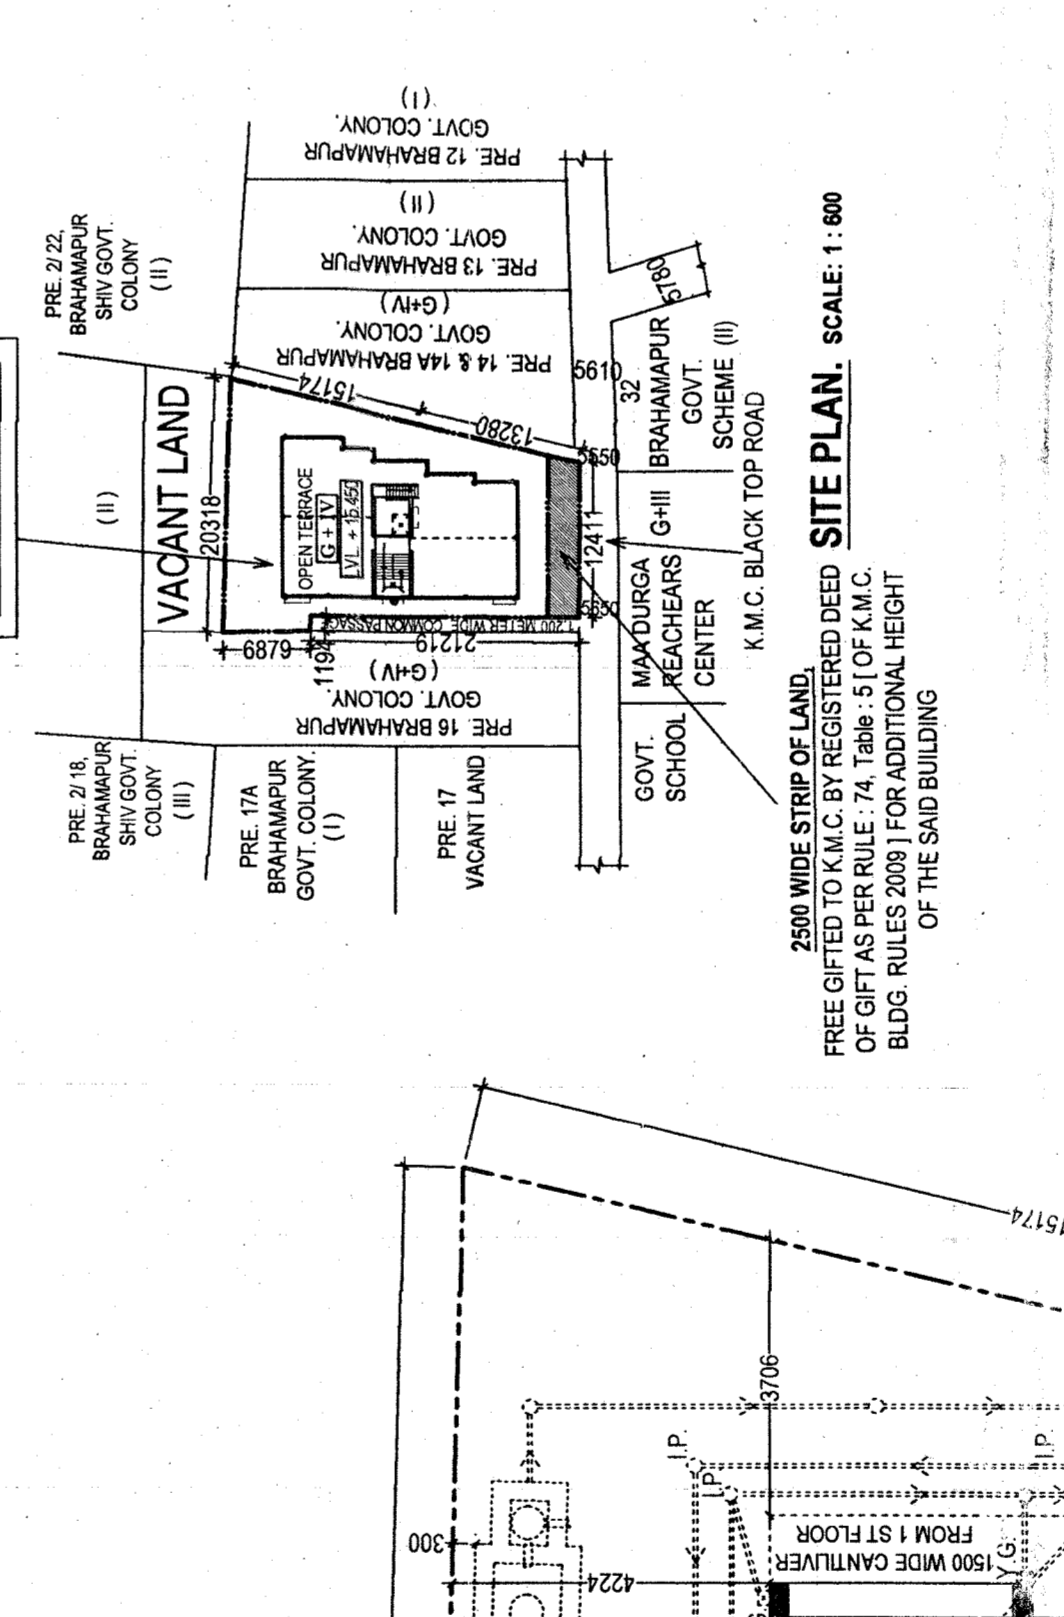 PRE. 2/ 22,
BRAHAMAPUR
SHIV GOVT.
COLONY
( II )
PRE. 12 BRAHAMAPUR
GOVT. COLONY.
( I )
PRE. 13 BRAHAMAPUR
GOVT. COLONY.
( II )
PRE. 14 & 14A BRAHAMAPUR
GOVT. COLONY.
( G+IV )
( II )
VACANT LAND
20318
15174
13280
OPEN TERRACE
G + IV
6879
1.200 METER WIDE COMMON PASSAGE
21219
PRE. 16 BRAHAMAPUR
GOVT. COLONY.
( G+IV )
PRE. 2/ 18,
BRAHAMAPUR
SHIV GOVT.
COLONY
( III )
PRE. 17A
BRAHAMAPUR
GOVT. COLONY.
( I )
PRE. 17
VACANT LAND
5780
5610
12411
5650
32
BRAHAMAPUR
GOVT.
SCHEME (II)
G+III
MAA DURGA
REACHEARS
CENTER
GOVT.
SCHOOL
K.M.C. BLACK TOP ROAD
SITE PLAN. SCALE: 1 : 600
2500 WIDE STRIP OF LAND,
FREE GIFTED TO K.M.C. BY REGISTERED DEED
OF GIFT AS PER RULE : 74, Table : 5 [ OF K.M.C.
BLDG. RULES 2009 ] FOR ADDITIONAL HEIGHT
OF THE SAID BUILDING
15174
3706
I.P.
I.P.
I.P.
300
4224
1500 WIDE CANTILIVER
FROM 1 ST FLOOR
Y.G.